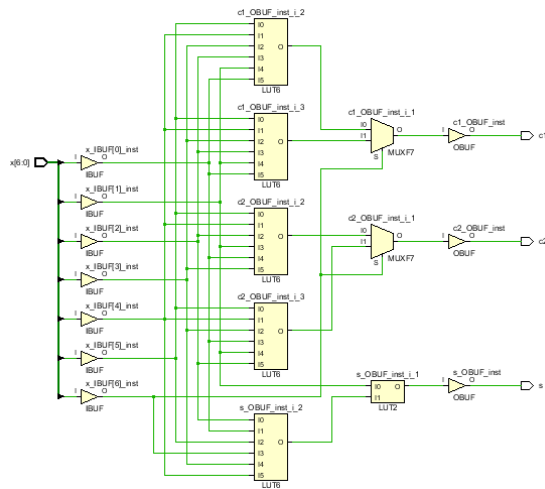 c1_OBUF_inst_i_2
I0
I1
I2
I3
I4
I5
O
LUT6
c1_OBUF_inst_i_3
I0
I1
I2
I3
I4
I5
O
LUT6
c1_OBUF_inst_i_1
I0
I1
S
O
MUXF7
c1_OBUF_inst
I
O
OBUF
c1
x[6:0]
x_IBUF[0]_inst
I
O
IBUF
x_IBUF[1]_inst
I
O
IBUF
c2_OBUF_inst_i_2
I0
I1
I2
I3
I4
I5
O
LUT6
c2_OBUF_inst_i_1
I0
I1
S
O
MUXF7
c2_OBUF_inst
I
O
OBUF
c2
x_IBUF[2]_inst
I
O
IBUF
x_IBUF[3]_inst
I
O
IBUF
c2_OBUF_inst_i_3
I0
I1
I2
I3
I4
I5
O
LUT6
x_IBUF[4]_inst
I
O
IBUF
x_IBUF[5]_inst
I
O
IBUF
x_IBUF[6]_inst
I
O
IBUF
s_OBUF_inst_i_1
I0
I1
O
LUT2
s_OBUF_inst
I
O
OBUF
s
s_OBUF_inst_i_2
I0
I1
I2
I3
I4
I5
O
LUT6